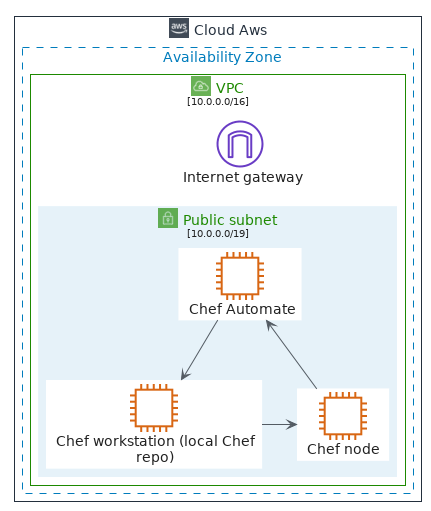 aws
Cloud Aws
Availability Zone
VPC
[10.0.0.0/16]
Internet gateway
Public subnet
[10.0.0.0/19]
Chef Automate
Chef workstation (local Chef
repo)
Chef node